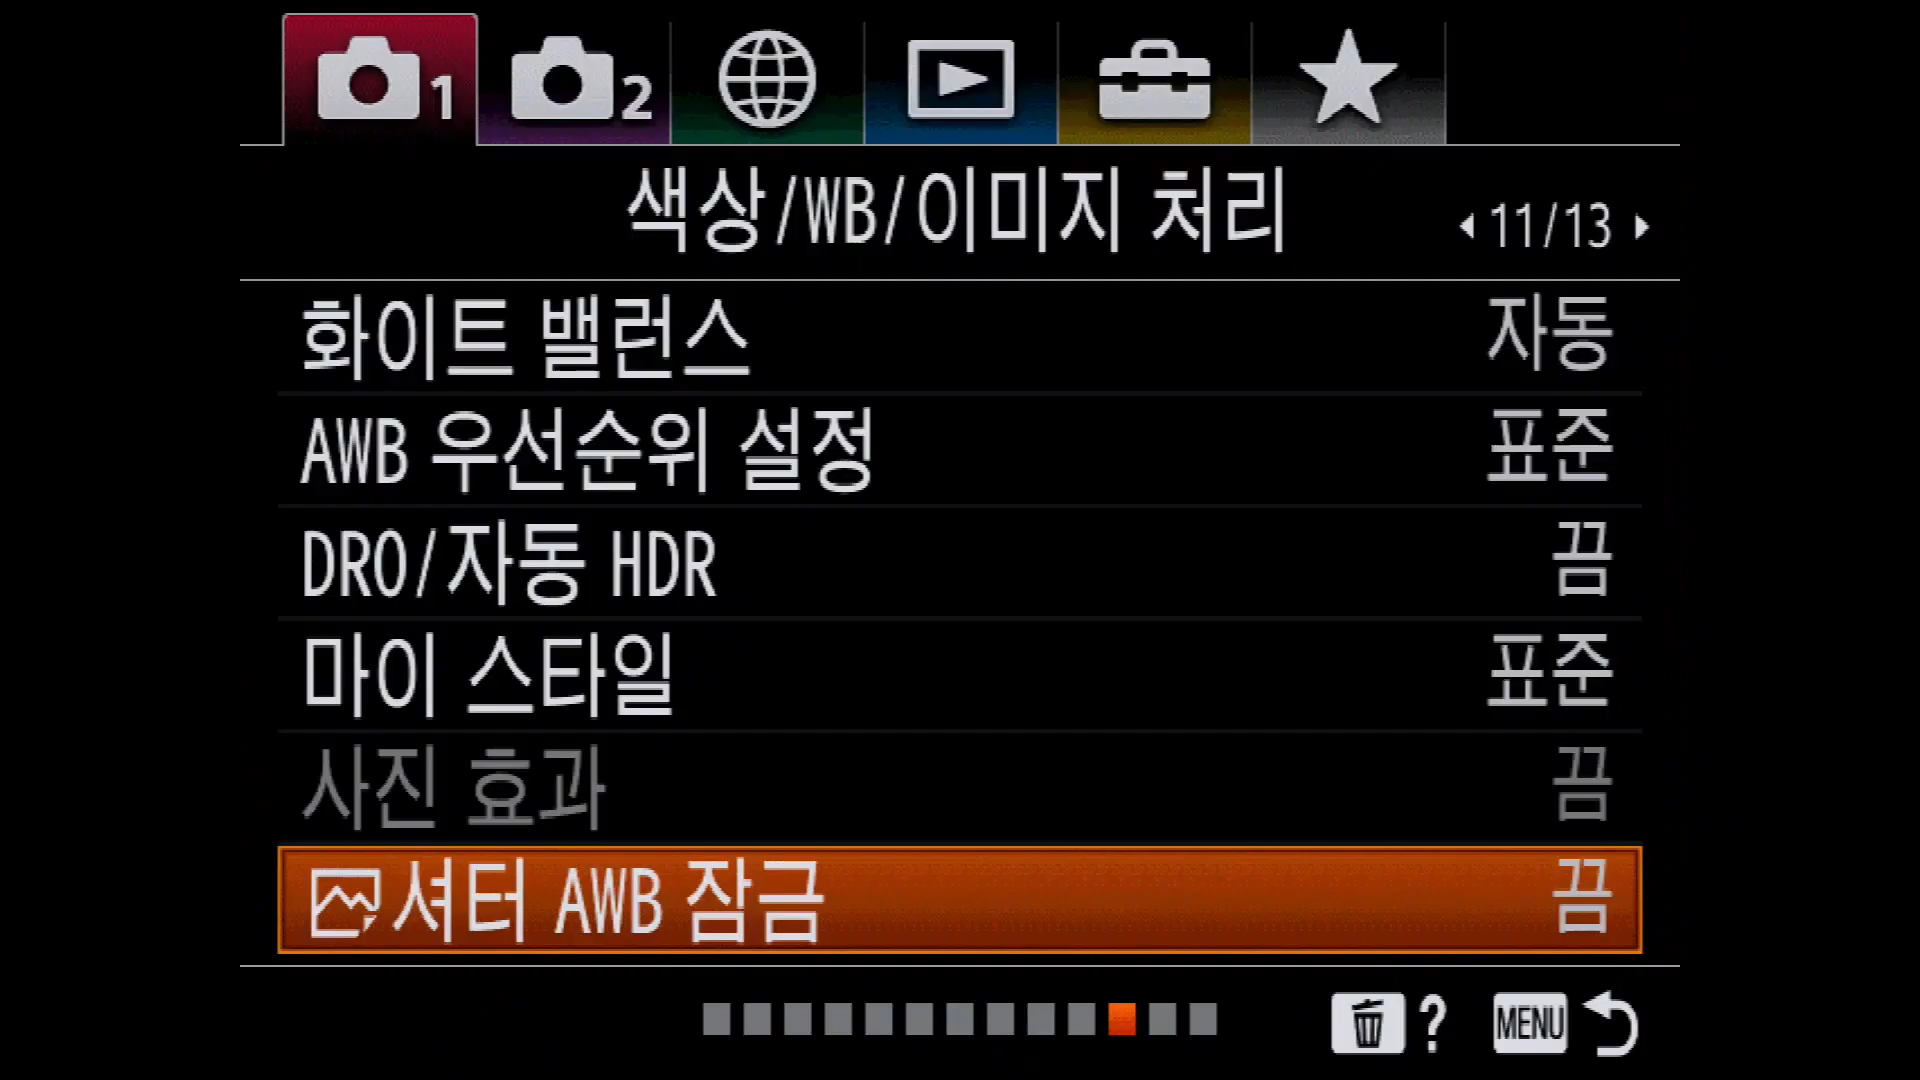 1 2
색상/WB/이미지 처리 11/13
화이트 밸런스 자동
AWB 우선순위 설정 표준
DRO/자동 HDR 끔
마이 스타일 표준
사진 효과 끔
셔터 AWB 잠금 끔
? MENU